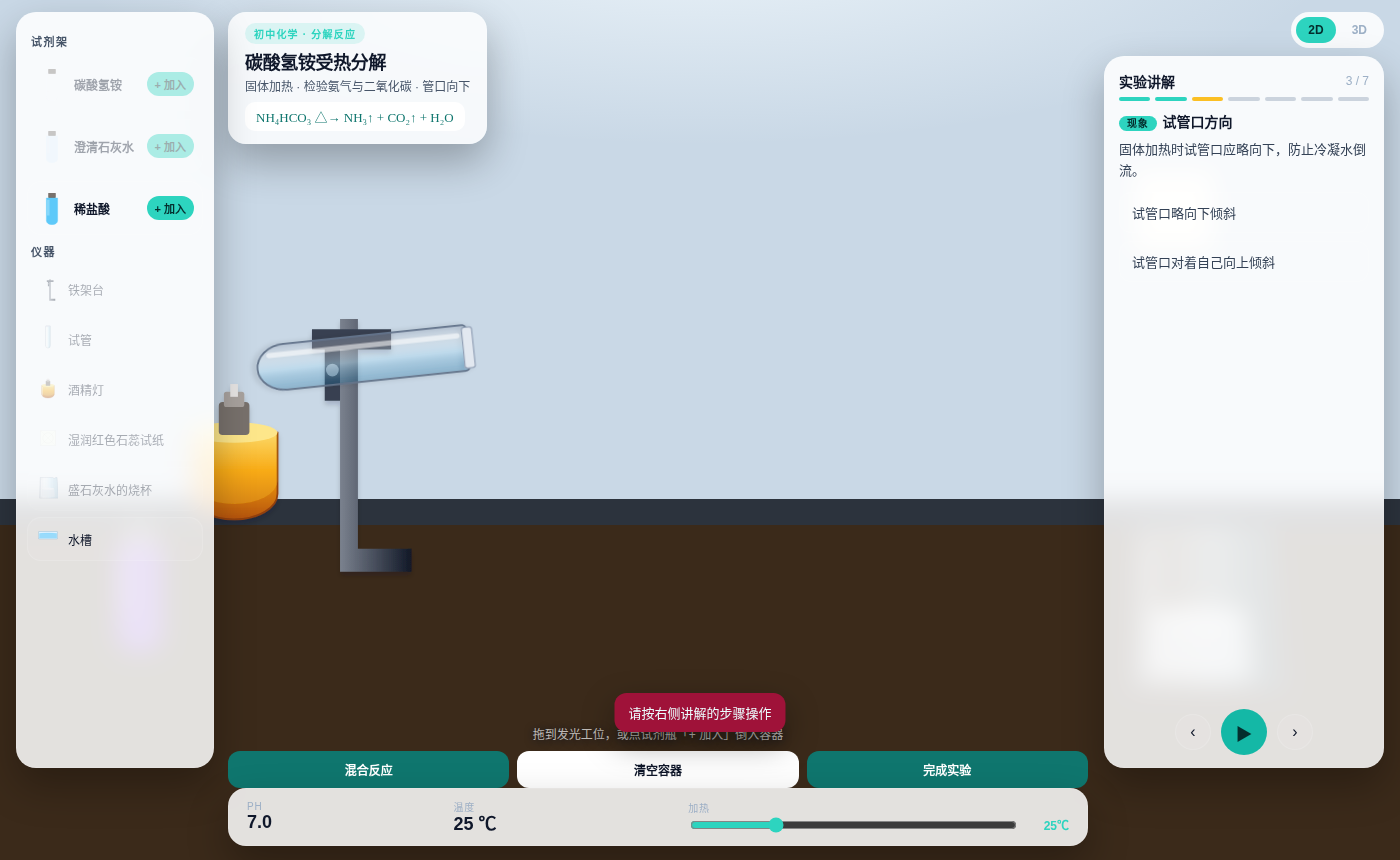 试剂架
碳酸氢铵
+ 加入
澄清石灰水
+ 加入
稀盐酸
+ 加入
仪器
铁架台
试管
酒精灯
湿润红色石蕊试纸
盛石灰水的烧杯
水槽
初中化学 · 分解反应
碳酸氢铵受热分解
固体加热 · 检验氨气与二氧化碳 · 管口向下
NH₄HCO₃ △→ NH₃↑ + CO₂↑ + H₂O
2D
3D
实验讲解
3 / 7
现象
试管口方向
固体加热时试管口应略向下，防止冷凝水倒
流。
试管口略向下倾斜
试管口对着自己向上倾斜
‹
▶
›
请按右侧讲解的步骤操作
拖到发光工位，或点试剂瓶「+ 加入」倒入容器
混合反应
清空容器
完成实验
PH
7.0
温度
25 ℃
加热
25℃